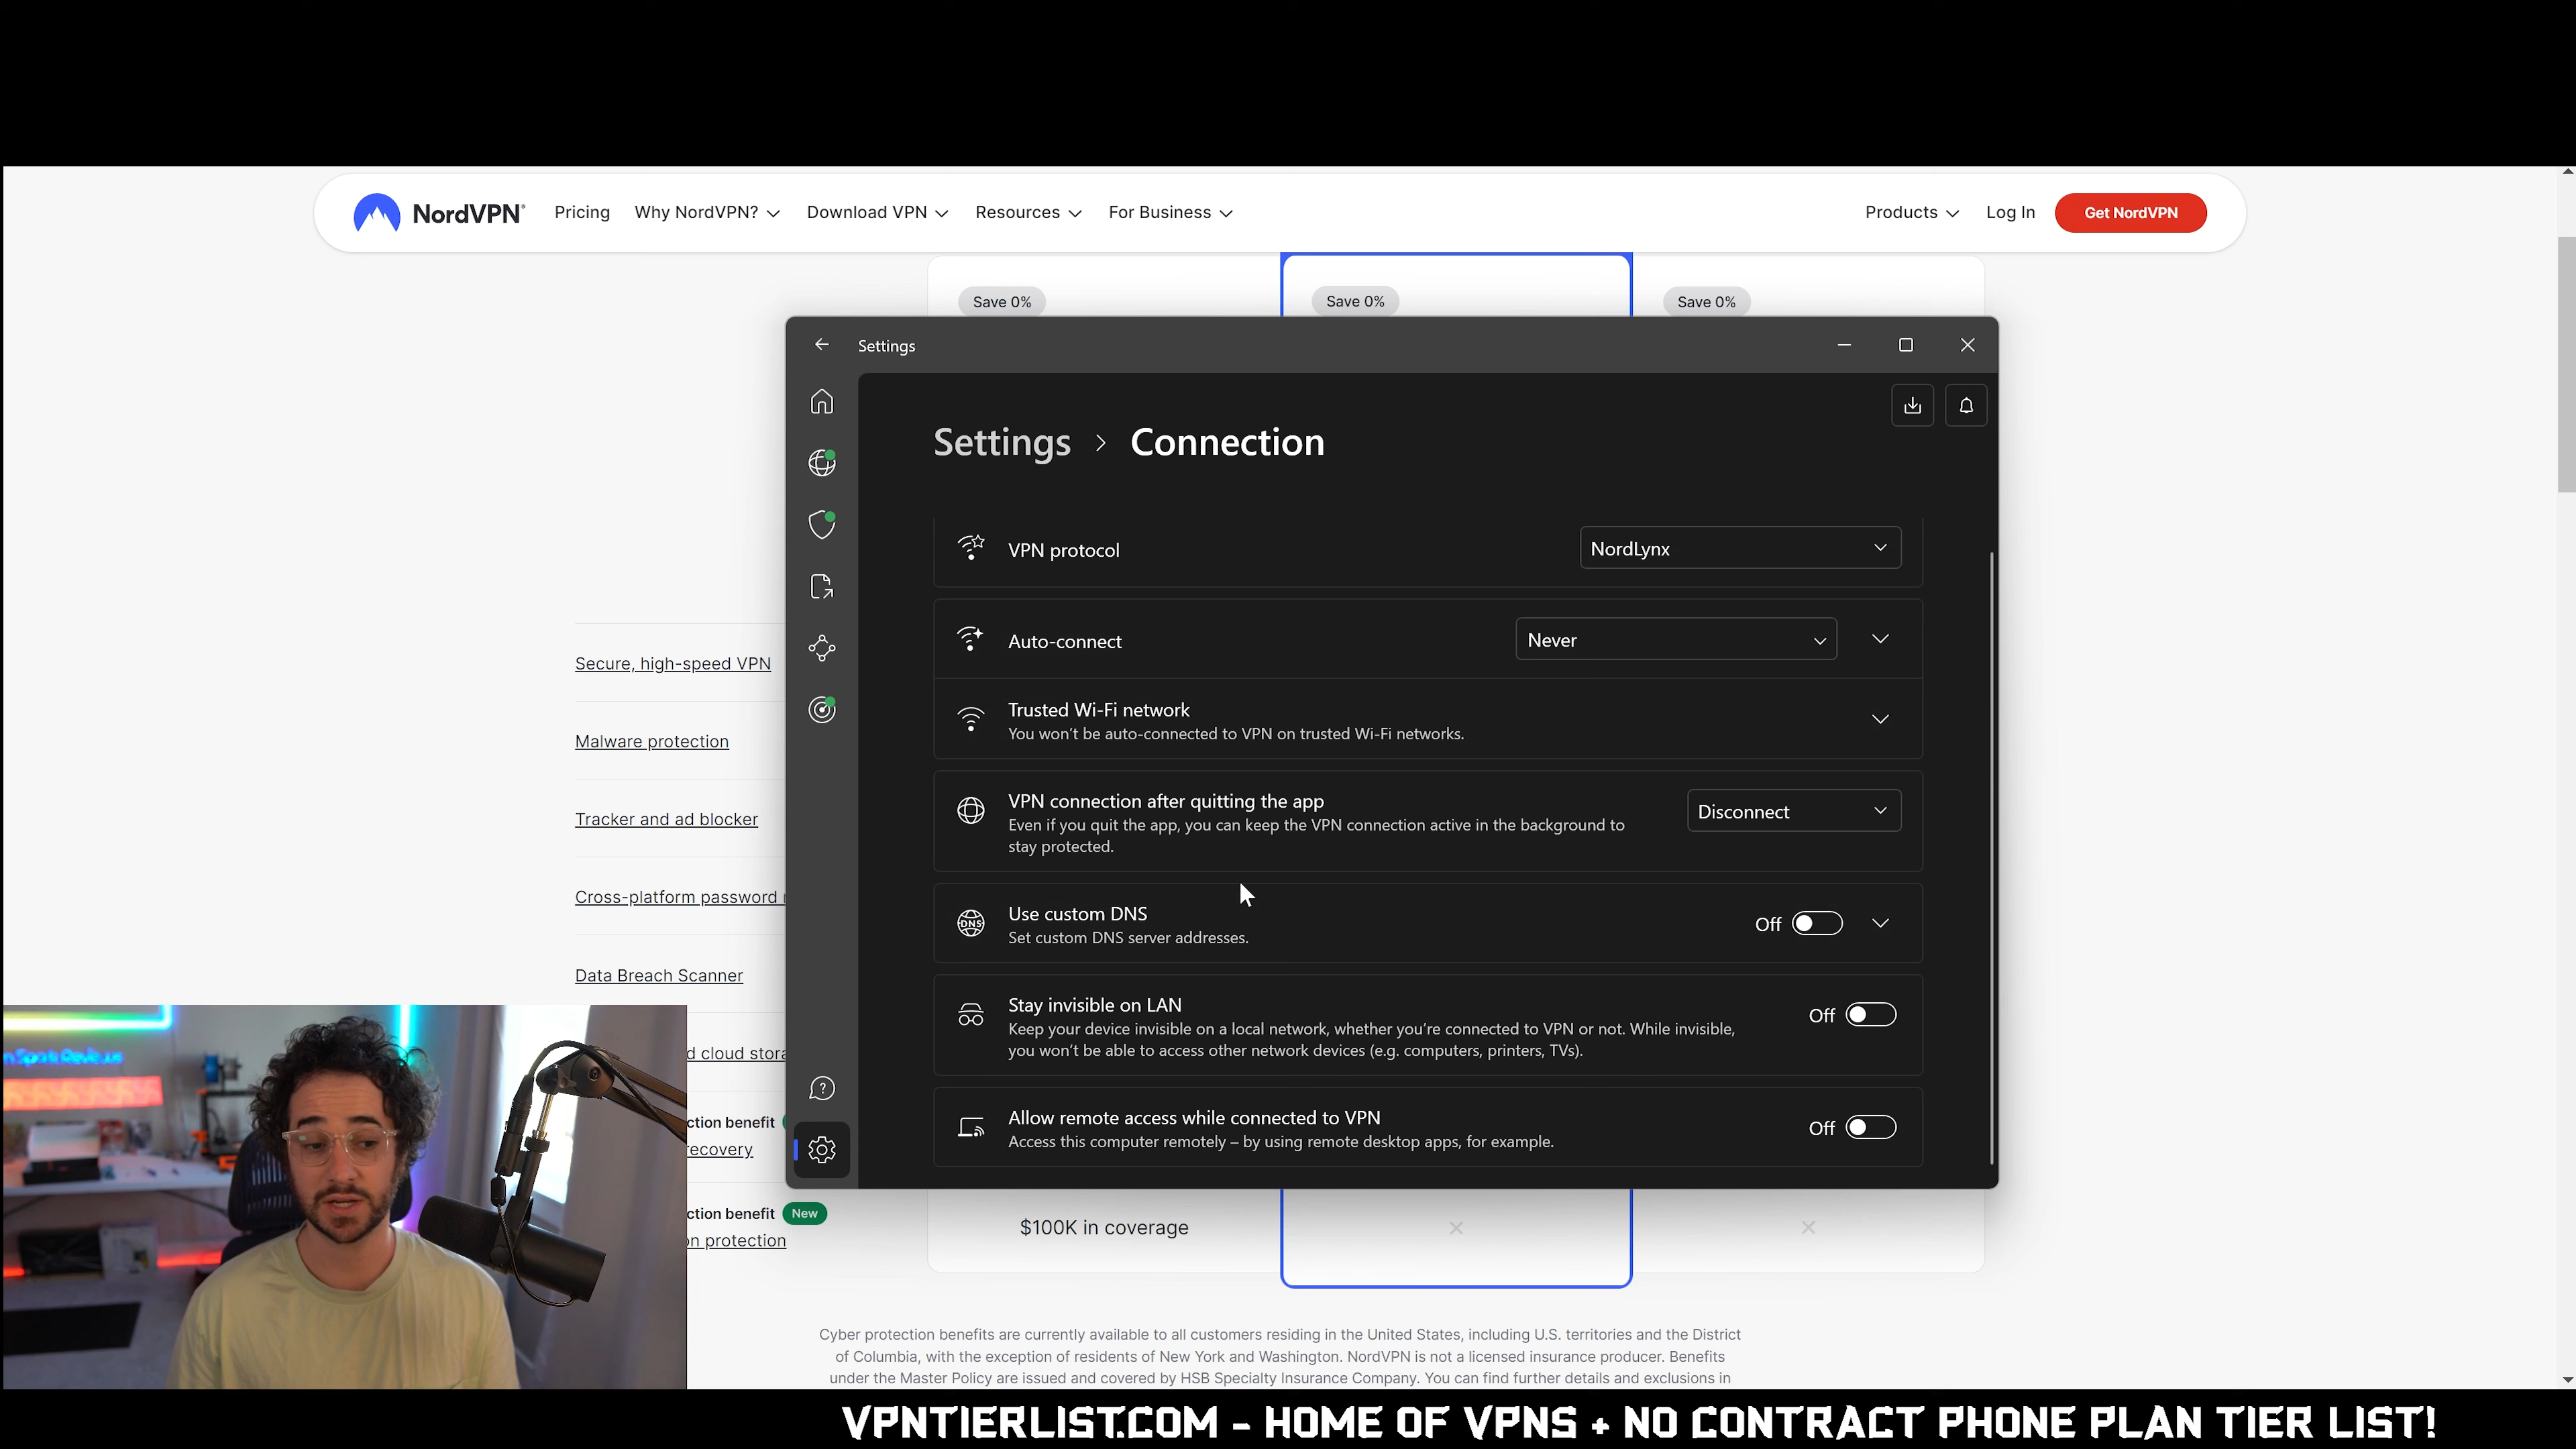 NordVPN®
Pricing
Why NordVPN?
Download VPN
Resources
For Business
Products
Log In
Get NordVPN
Save 0%
Save 0%
Save 0%
Settings
Settings > Connection
VPN protocol
NordLynx
Auto-connect
Never
Trusted Wi-Fi network
You won't be auto-connected to VPN on trusted Wi-Fi networks.
VPN connection after quitting the app
Even if you quit the app, you can keep the VPN connection active in the background to
stay protected.
Disconnect
DNS
Use custom DNS
Set custom DNS server addresses.
Off
Stay invisible on LAN
Keep your device invisible on a local network, whether you're connected to VPN or not. While invisible,
you won't be able to access other network devices (e.g. computers, printers, TVs).
Off
Allow remote access while connected to VPN
Access this computer remotely – by using remote desktop apps, for example.
Off
Secure, high-speed VPN
Malware protection
Tracker and ad blocker
Cross-platform password
Data Breach Scanner
d cloud stora
ction benefit
recovery
ction benefit New
on protection
$100K in coverage
Cyber protection benefits are currently available to all customers residing in the United States, including U.S. territories and the District
of Columbia, with the exception of residents of New York and Washington. NordVPN is not a licensed insurance producer. Benefits
under the Master Policy are issued and covered by HSB Specialty Insurance Company. You can find further details and exclusions in
VPNTIERLIST.COM - HOME OF VPNS + NO CONTRACT PHONE PLAN TIER LIST!